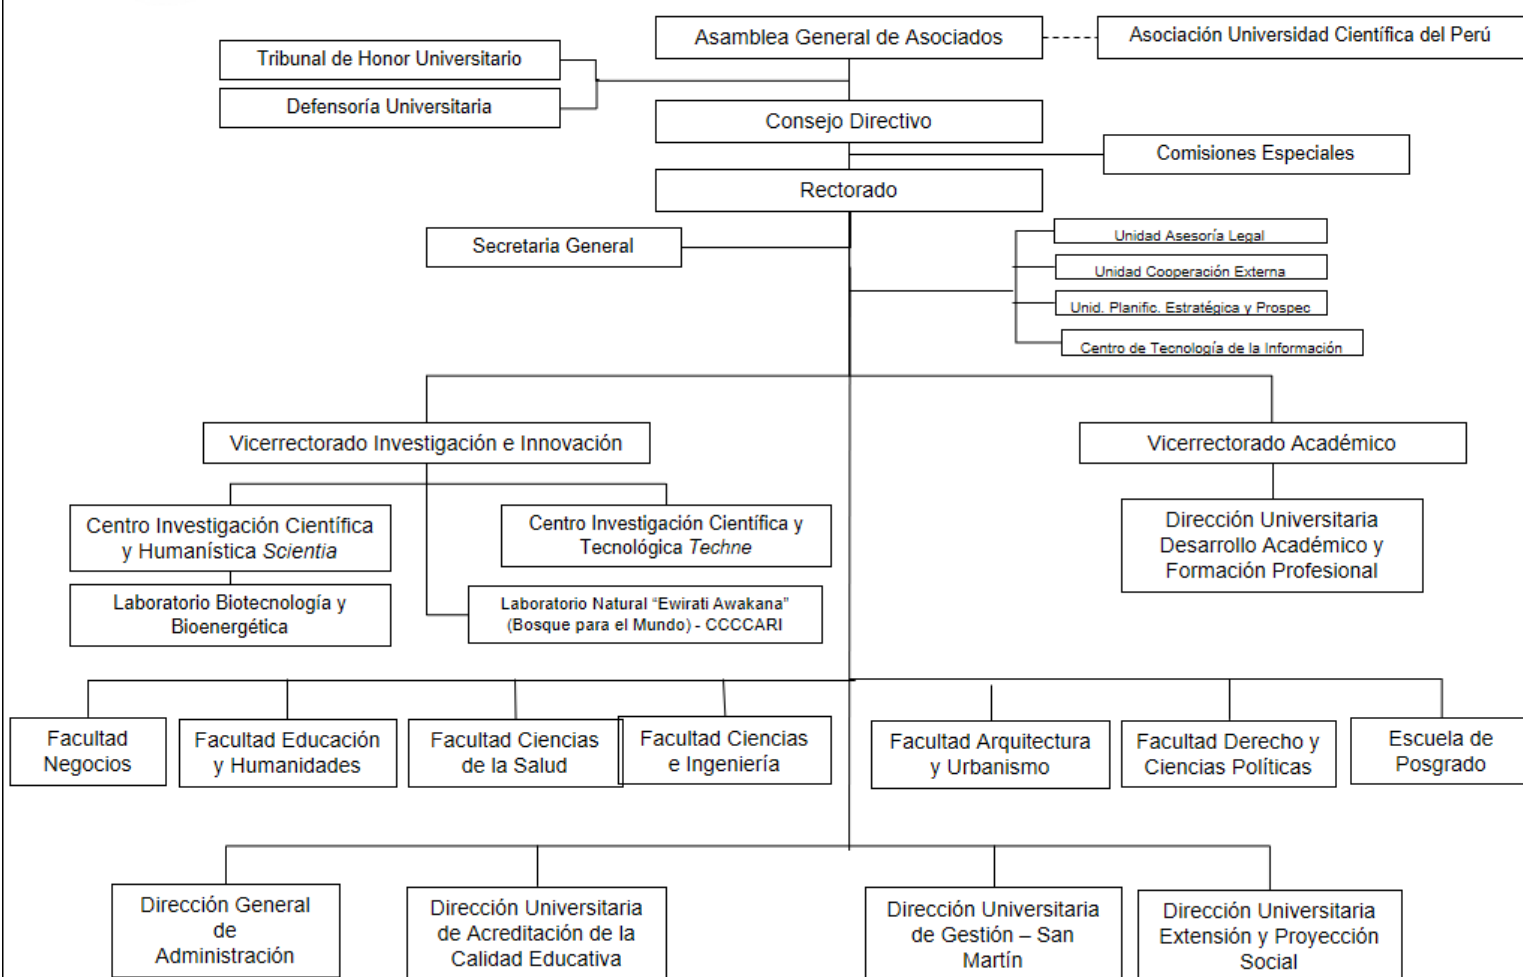 Asamblea General de Asociados
Asociación Universidad Científica del Perú
Tribunal de Honor Universitario
Defensoría Universitaria
Consejo Directivo
Comisiones Especiales
Rectorado
Secretaria General
Unidad Asesoría Legal
Unidad Cooperación Externa
Unid. Planific. Estratégica y Prospec
Centro de Tecnología de la Información
Vicerrectorado Investigación e Innovación
Vicerrectorado Académico
Centro Investigación Científica
y Humanística Scientia
Centro Investigación Científica y
Tecnológica Techne
Dirección Universitaria
Desarrollo Académico y
Formación Profesional
Laboratorio Biotecnología y
Bioenergética
Laboratorio Natural “Ewirati Awakana”
(Bosque para el Mundo) - CCCCARI
Facultad
Negocios
Facultad Educación
y Humanidades
Facultad Ciencias
de la Salud
Facultad Ciencias
e Ingeniería
Facultad Arquitectura
y Urbanismo
Facultad Derecho y
Ciencias Políticas
Escuela de
Posgrado
Dirección General
de
Administración
Dirección Universitaria
de Acreditación de la
Calidad Educativa
Dirección Universitaria
de Gestión – San
Martín
Dirección Universitaria
Extensión y Proyección
Social